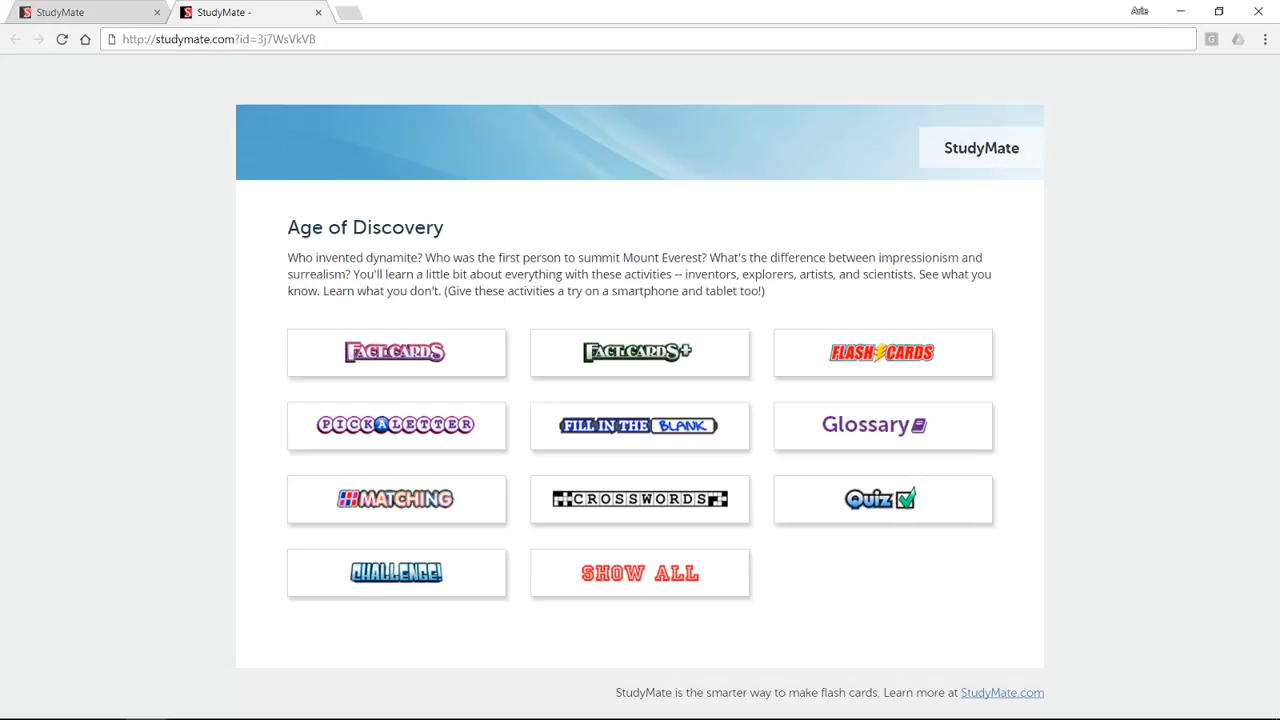 StudyMate
StudyMate -
Arie
http://studymate.com?id=3j7WsVkVB
StudyMate
Age of Discovery
Who invented dynamite? Who was the first person to summit Mount Everest? What's the difference between impressionism and
surrealism? You'll learn a little bit about everything with these activities -- inventors, explorers, artists, and scientists. See what you
know. Learn what you don't. (Give these activities a try on a smartphone and tablet too!)
FACT CARDS
FACT CARDS+
FLASH CARDS
PICK A LETTER
FILL IN THE BLANK
Glossary
MATCHING
CROSSWORDS
Quiz
CHALLENGE!
SHOW ALL
StudyMate is the smarter way to make flash cards. Learn more at StudyMate.com